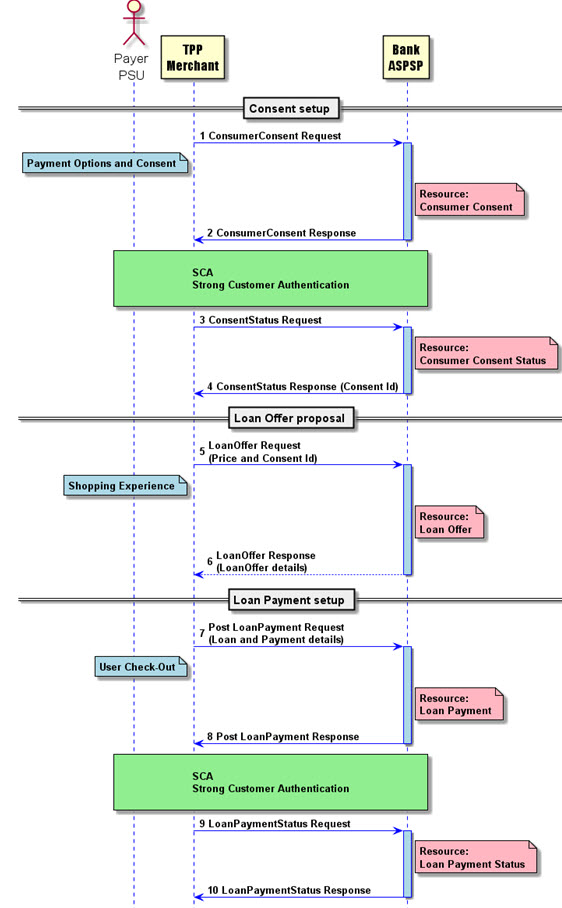 Payer
PSU
TPP
Merchant
Bank
ASPSP
Consent setup
1 ConsumerConsent Request
Payment Options and Consent
Resource:
Consumer Consent
2 ConsumerConsent Response
SCA
Strong Customer Authentication
3 ConsentStatus Request
Resource:
Consumer Consent Status
4 ConsentStatus Response (Consent Id)
Loan Offer proposal
5 LoanOffer Request
(Price and Consent Id)
Shopping Experience
Resource:
Loan Offer
6 LoanOffer Response
(LoanOffer details)
Loan Payment setup
7 Post LoanPayment Request
(Loan and Payment details)
User Check-Out
Resource:
Loan Payment
8 Post LoanPayment Response
SCA
Strong Customer Authentication
9 LoanPaymentStatus Request
Resource:
Loan Payment Status
10 LoanPaymentStatus Response